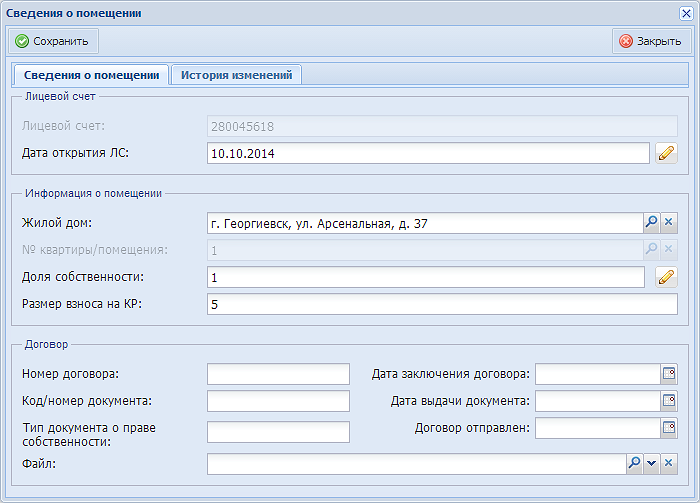 Сведения о помещении
Сохранить
Закрыть
Сведения о помещении
История изменений
Лицевой счет
Лицевой счет: 280045618
Дата открытия ЛС: 10.10.2014
Информация о помещении
Жилой дом: г. Георгиевск, ул. Арсенальная, д. 37
№ квартиры/помещения: 1
Доля собственности: 1
Размер взноса на КР: 5
Договор
Номер договора: Дата заключения договора:
Код/номер документа: Дата выдачи документа:
Тип документа о праве
собственности:
Договор отправлен:
Файл: